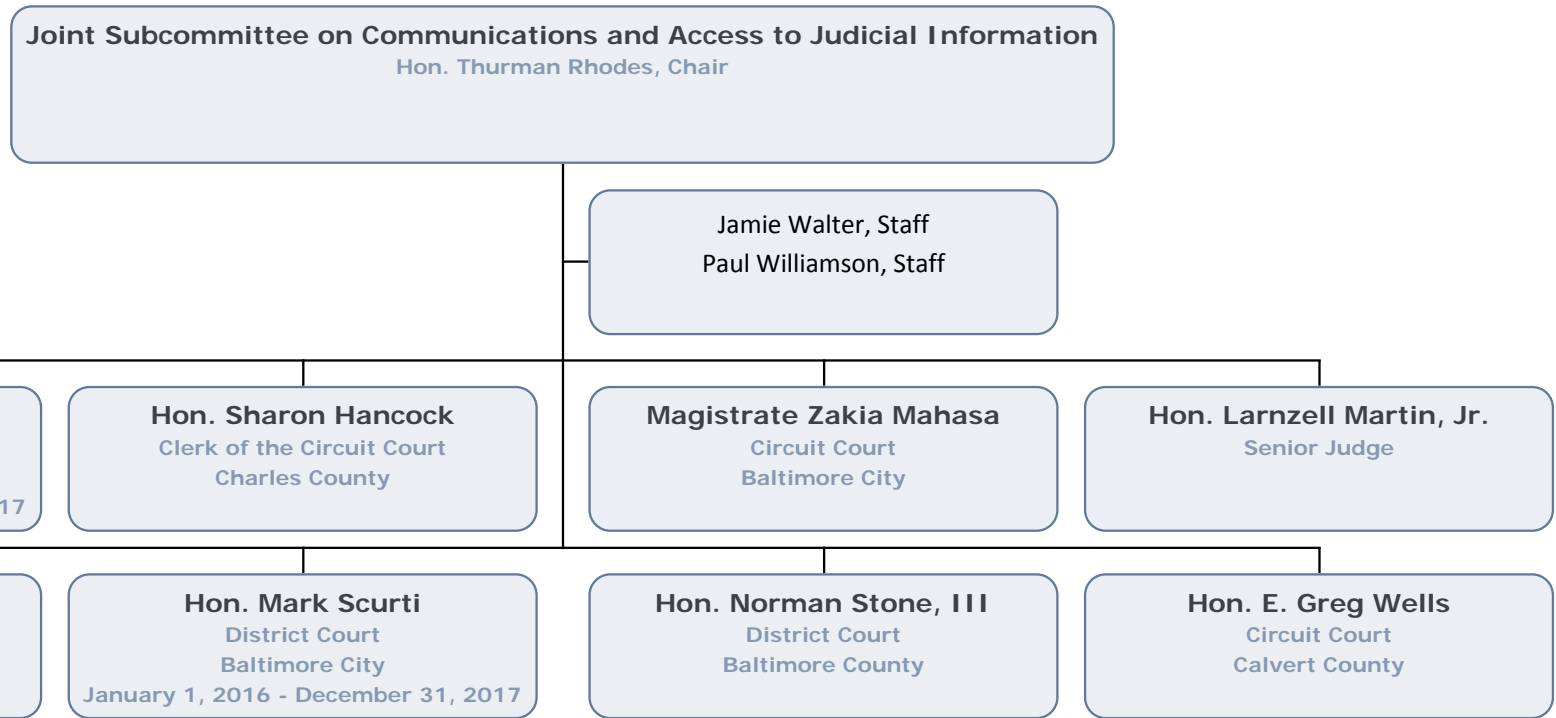 Joint Subcommittee on Communications and Access to Judicial Information
Hon. Thurman Rhodes, Chair
Jamie Walter, Staff
Paul Williamson, Staff
17
Hon. Sharon Hancock
Clerk of the Circuit Court
Charles County
Magistrate Zakia Mahasa
Circuit Court
Baltimore City
Hon. Larnzell Martin, Jr.
Senior Judge
Hon. Mark Scurti
District Court
Baltimore City
January 1, 2016 - December 31, 2017
Hon. Norman Stone, III
District Court
Baltimore County
Hon. E. Greg Wells
Circuit Court
Calvert County